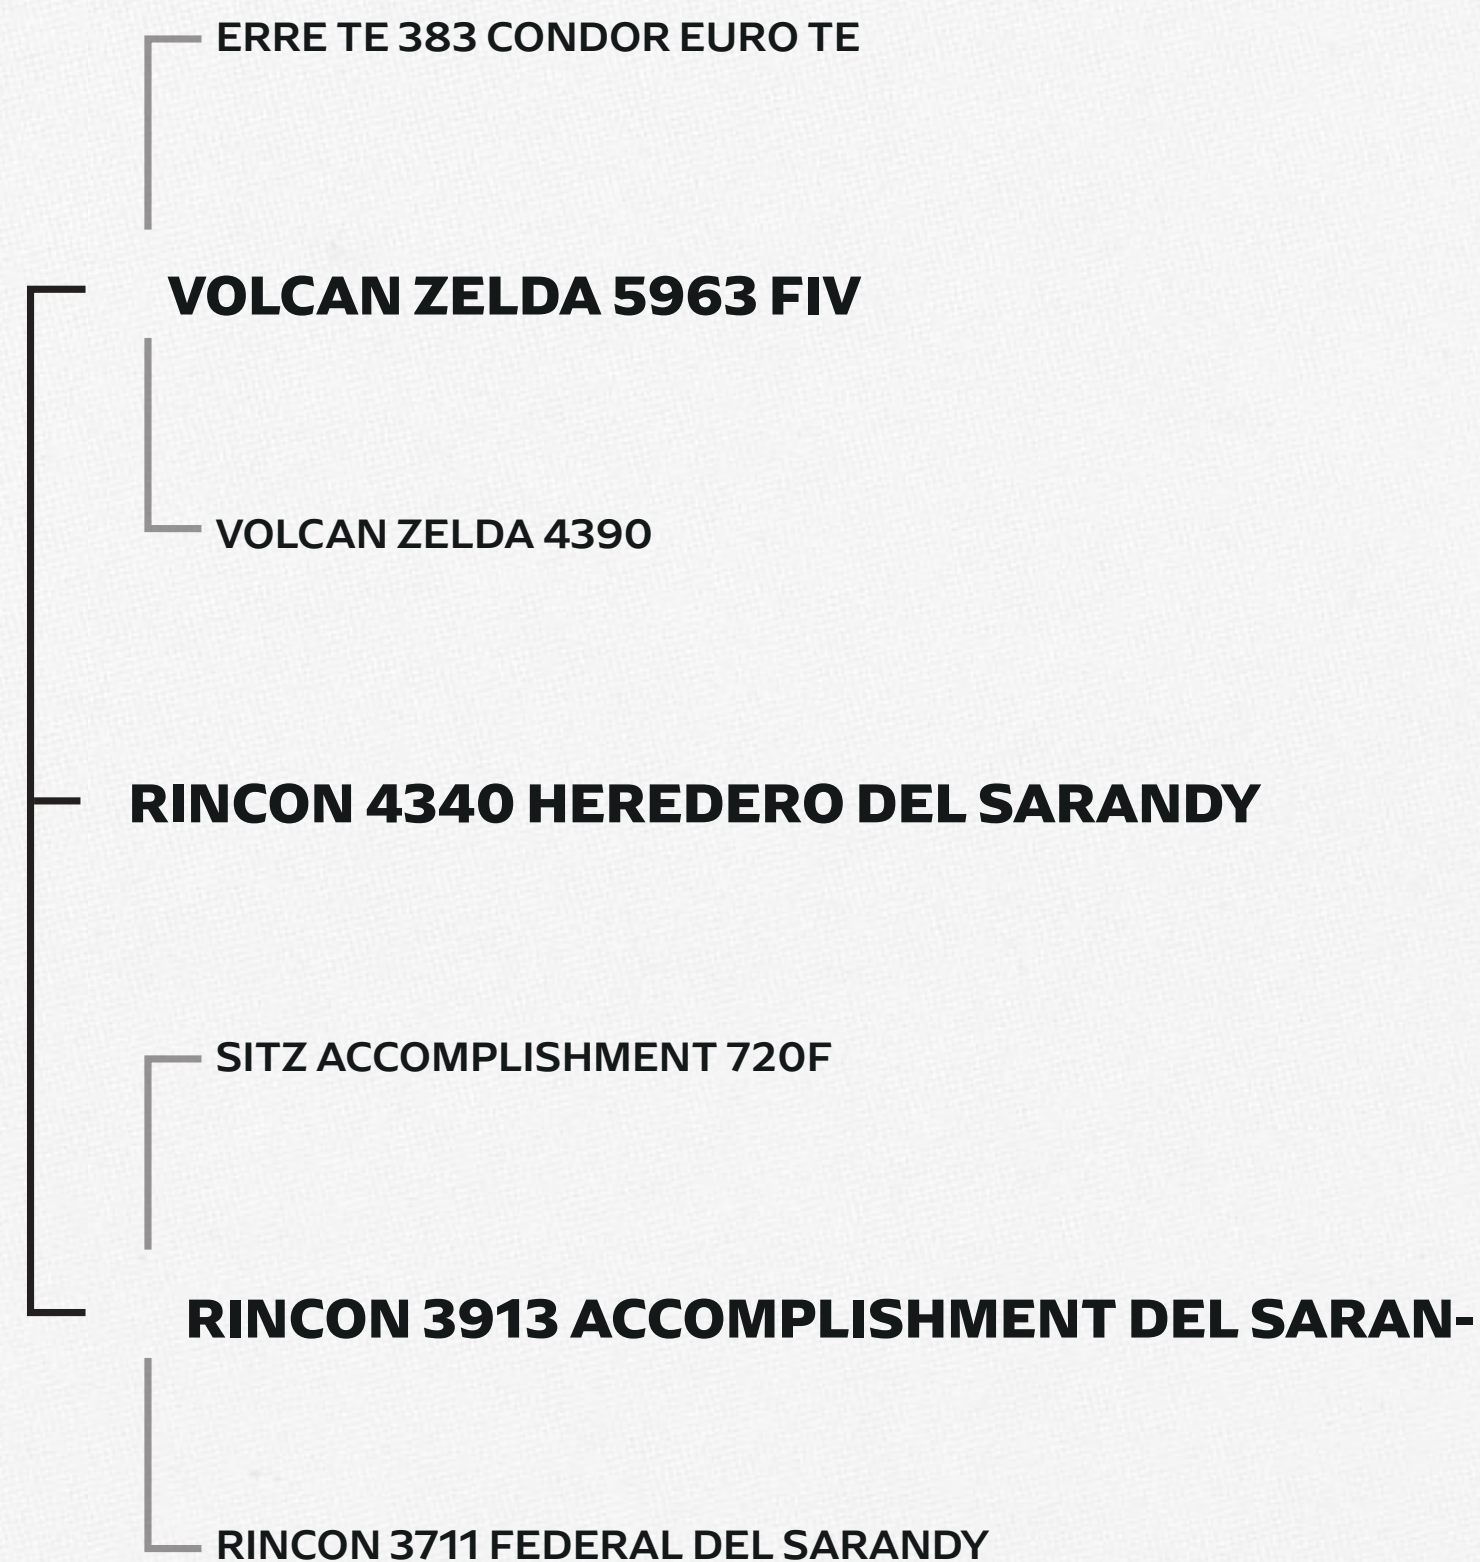 ERRE TE 383 CONDOR EURO TE
VOLCAN ZELDA 5963 FIV
VOLCAN ZELDA 4390
RINCON 4340 HEREDERO DEL SARANDY
SITZ ACCOMPLISHMENT 720F
RINCON 3913 ACCOMPLISHMENT DEL SARAN-
RINCON 3711 FEDERAL DEL SARANDY